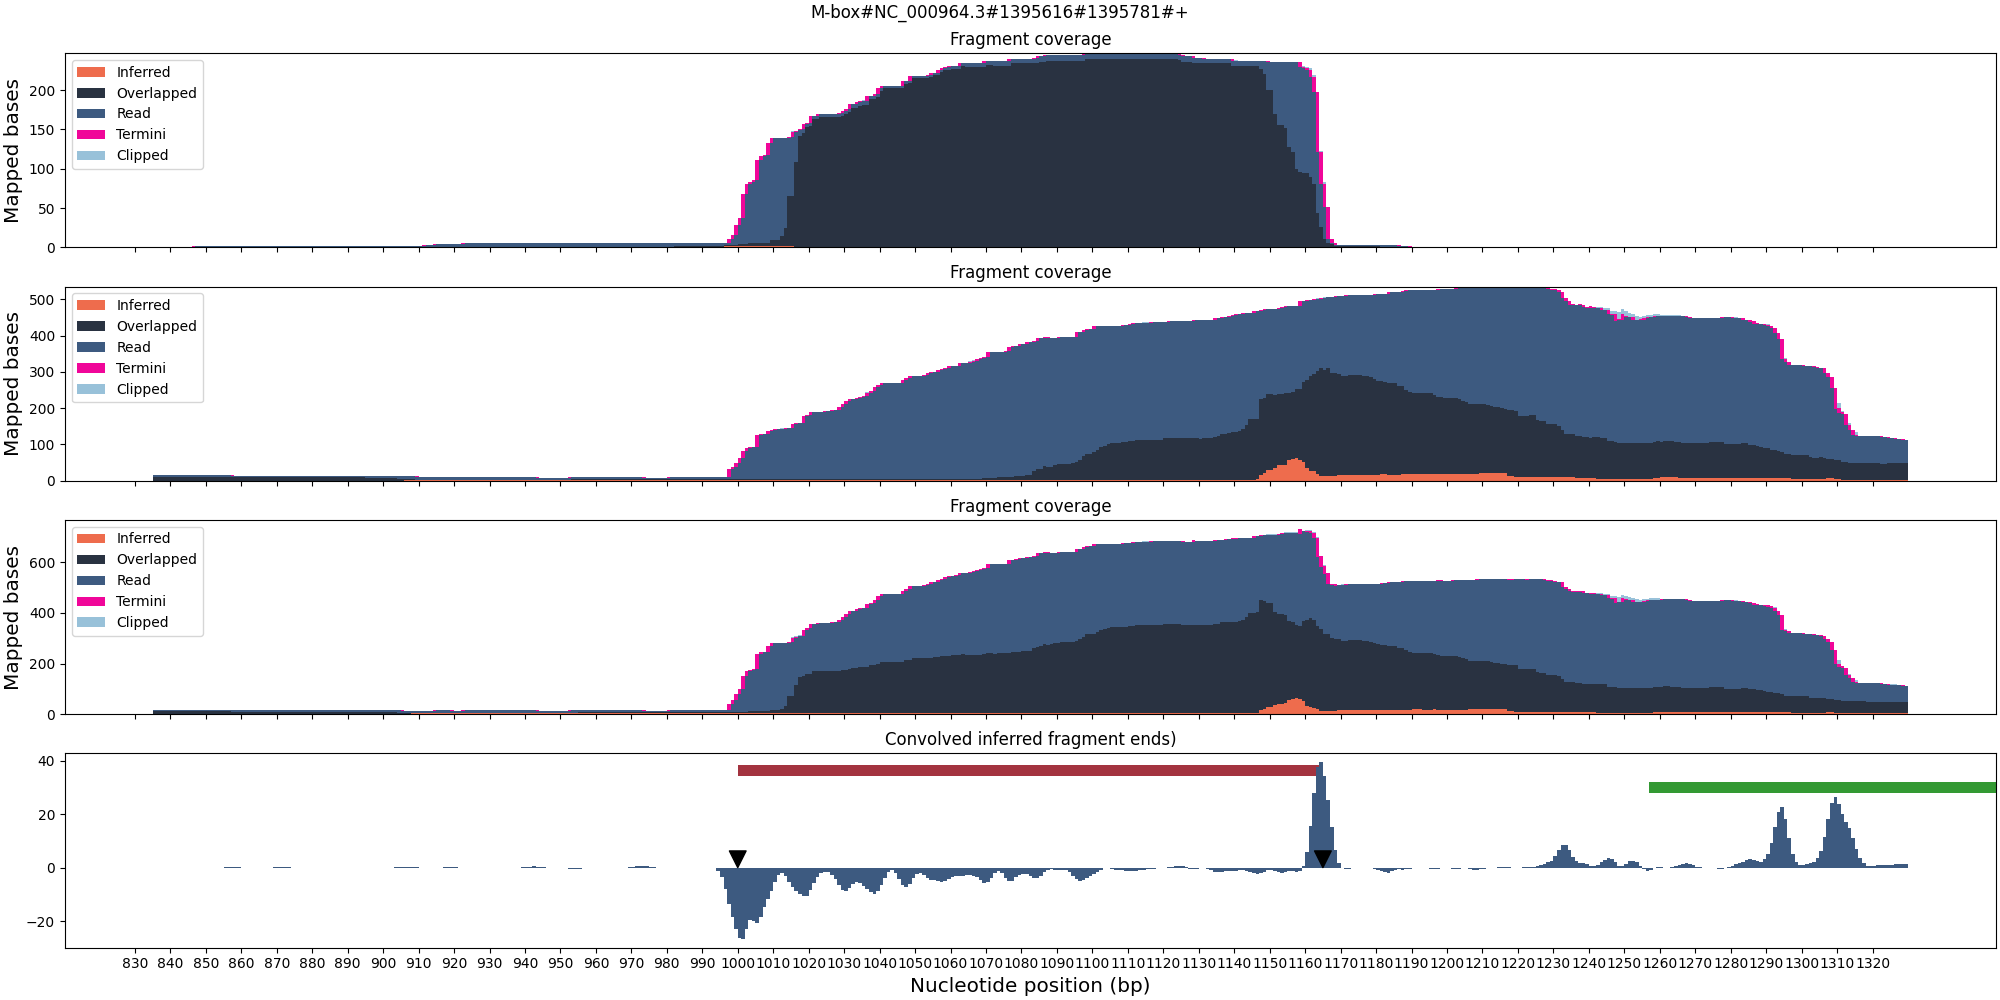 M-box#NC_000964.3#1395616#1395781#+
Fragment coverage
Mapped bases
200
150
100
50
0
Inferred
Overlapped
Read
Termini
Clipped
Fragment coverage
Mapped bases
500
400
300
200
100
0
Inferred
Overlapped
Read
Termini
Clipped
Fragment coverage
Mapped bases
600
400
200
0
Inferred
Overlapped
Read
Termini
Clipped
Convolved inferred fragment ends)
40
20
0
−20
830 840 850 860 870 880 890 900 910 920 930 940 950 960 970 980 990 1000 1010 1020 1030 1040 1050 1060 1070 1080 1090 1100 1110 1120 1130 1140 1150 1160 1170 1180 1190 1200 1210 1220 1230 1240 1250 1260 1270 1280 1290 1300 1310 1320
Nucleotide position (bp)